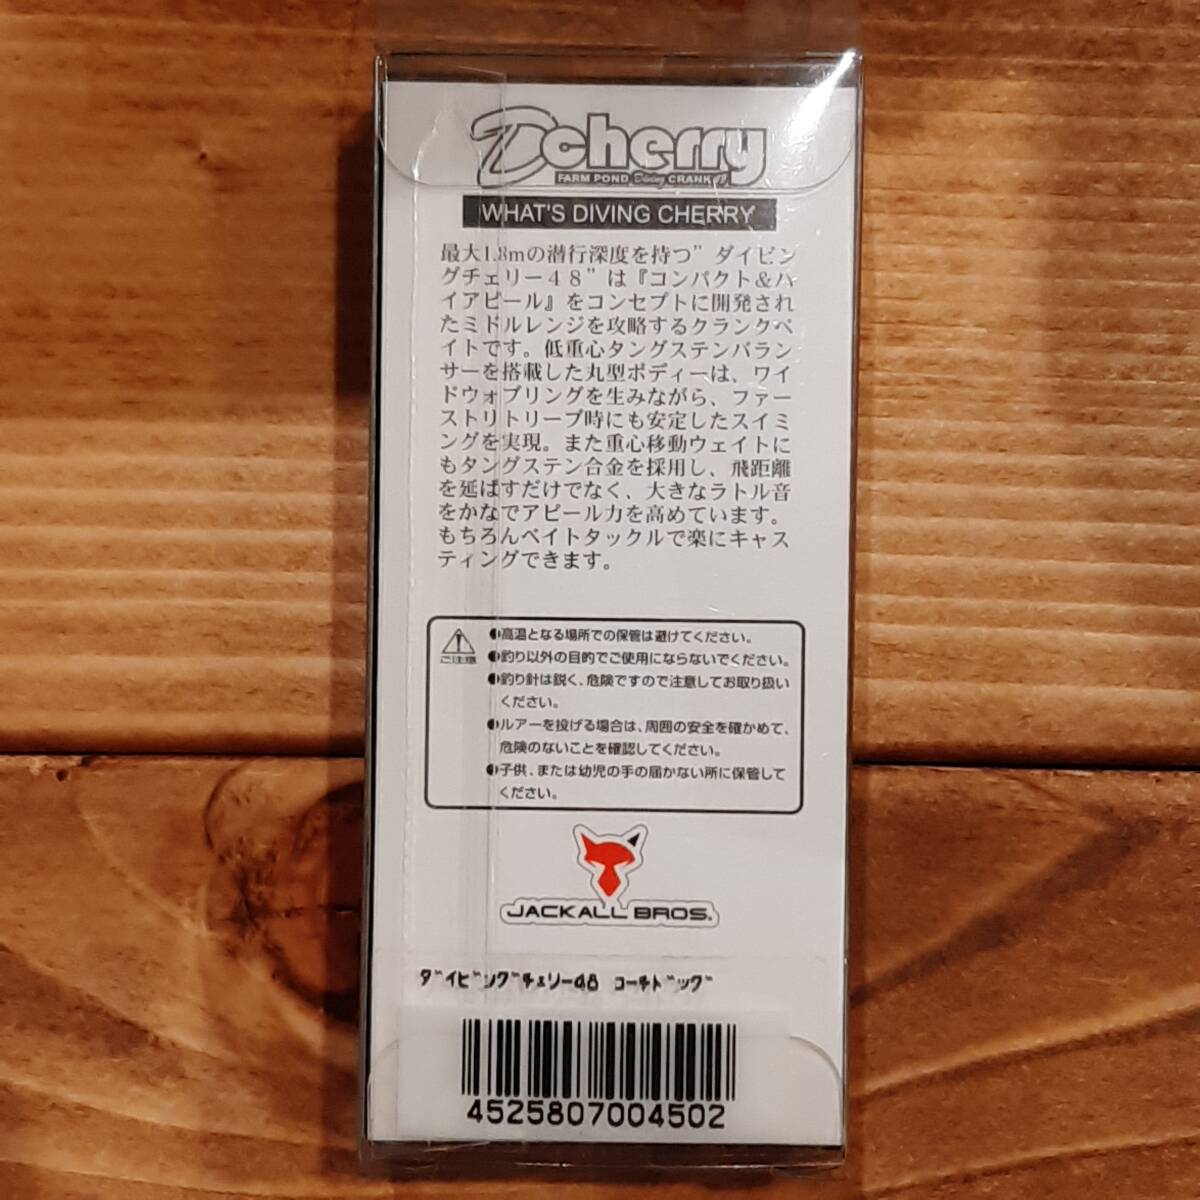 Dcherry
FARM POND Diving CRANK
WHAT'S DIVING CHERRY
最大1.8mの潜行深度を持つ”ダイビン
グチェリー４８”は『コンパクト＆ハ
イアピール』をコンセプトに開発され
たミドルレンジを攻略するクランクベ
イトです。低重心タングステンバラン
サーを搭載した丸型ボディーは、ワイ
ドウォブリングを生みながら、ファー
ストリトリーブ時にも安定したスイミ
ングを実現。また重心移動ウェイトに
もタングステン合金を採用し、飛距離
を延ばすだけでなく、大きなラトル音
をかなでアピール力を高めています。
もちろんベイトタックルで楽にキャス
ティングできます。
ご注意
●高温となる場所での保管は避けてください。
●釣り以外の目的でご使用にならないでください。
●釣り針は鋭く、危険ですので注意してお取り扱い
ください。
●ルアーを投げる場合は、周囲の安全を確かめて、
危険のないことを確認してください。
●子供、または幼児の手の届かない所に保管して
ください。
JACKALL BROS.
ダイビングチェリー48 コーチドッグ
4525807004502